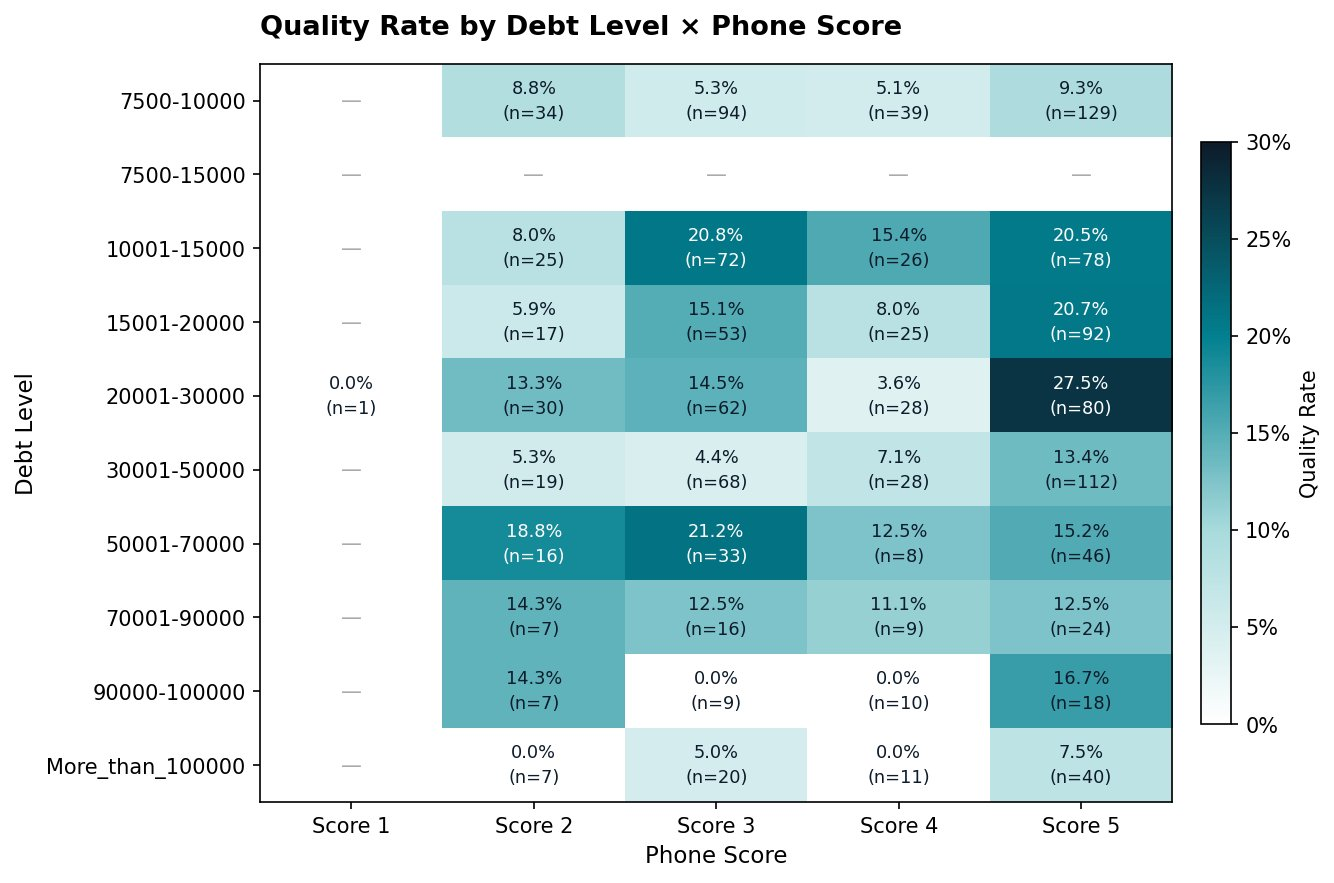 Quality Rate by Debt Level × Phone Score
7500-10000 — 8.8% 5.3% 5.1% 9.3%
(n=34) (n=94) (n=39) (n=129)
7500-15000 — — — — —
10001-15000 — 8.0% 20.8% 15.4% 20.5%
(n=25) (n=72) (n=26) (n=78)
15001-20000 — 5.9% 15.1% 8.0% 20.7%
(n=17) (n=53) (n=25) (n=92)
20001-30000 0.0% 13.3% 14.5% 3.6% 27.5%
(n=1) (n=30) (n=62) (n=28) (n=80)
30001-50000 — 5.3% 4.4% 7.1% 13.4%
(n=19) (n=68) (n=28) (n=112)
50001-70000 — 18.8% 21.2% 12.5% 15.2%
(n=16) (n=33) (n=8) (n=46)
70001-90000 — 14.3% 12.5% 11.1% 12.5%
(n=7) (n=16) (n=9) (n=24)
90000-100000 — 14.3% 0.0% 0.0% 16.7%
(n=7) (n=9) (n=10) (n=18)
More_than_100000 — 0.0% 5.0% 0.0% 7.5%
(n=7) (n=20) (n=11) (n=40)
Score 1 Score 2 Score 3 Score 4 Score 5
Phone Score
Debt Level
30%
25%
20%
15%
10%
5%
0%
Quality Rate